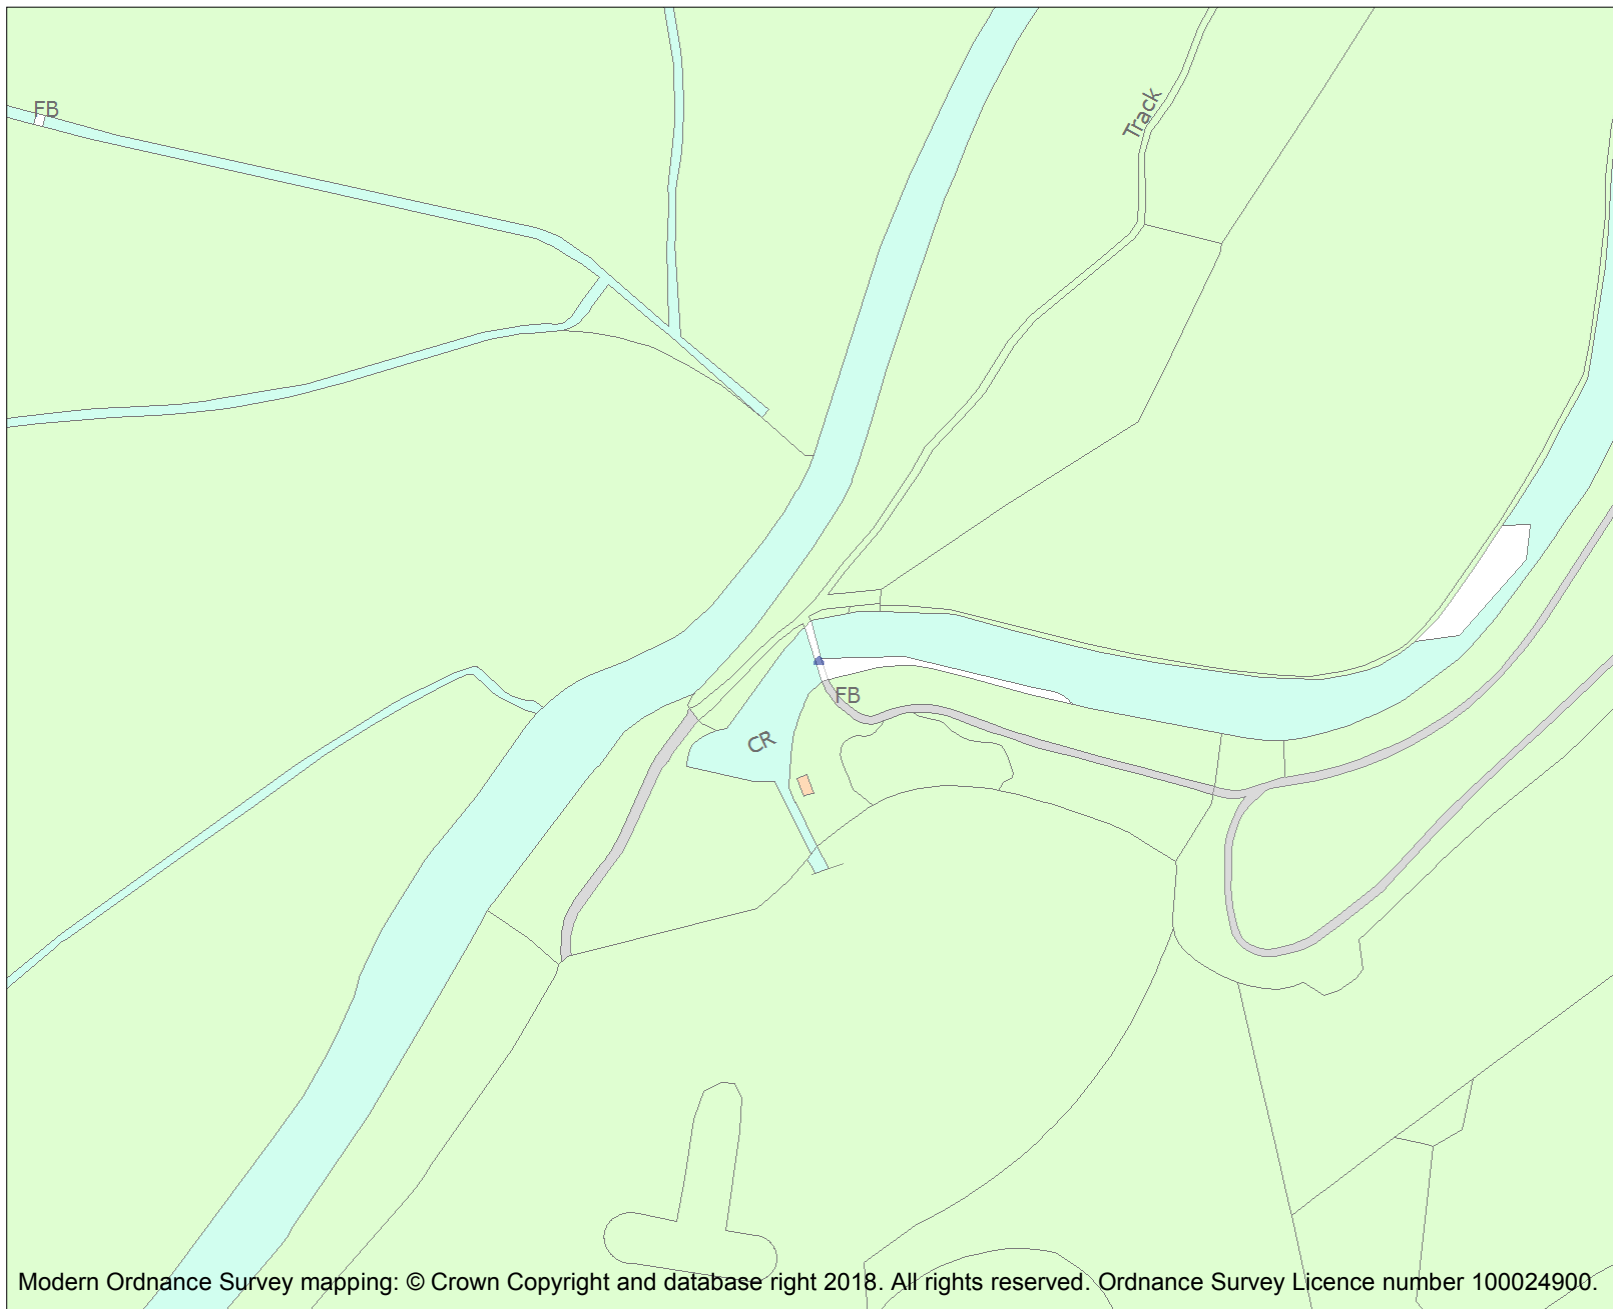 FB
Track
FB
CR
Modern Ordnance Survey mapping: © Crown Copyright and database right 2018. All rights reserved. Ordnance Survey Licence number 100024900.